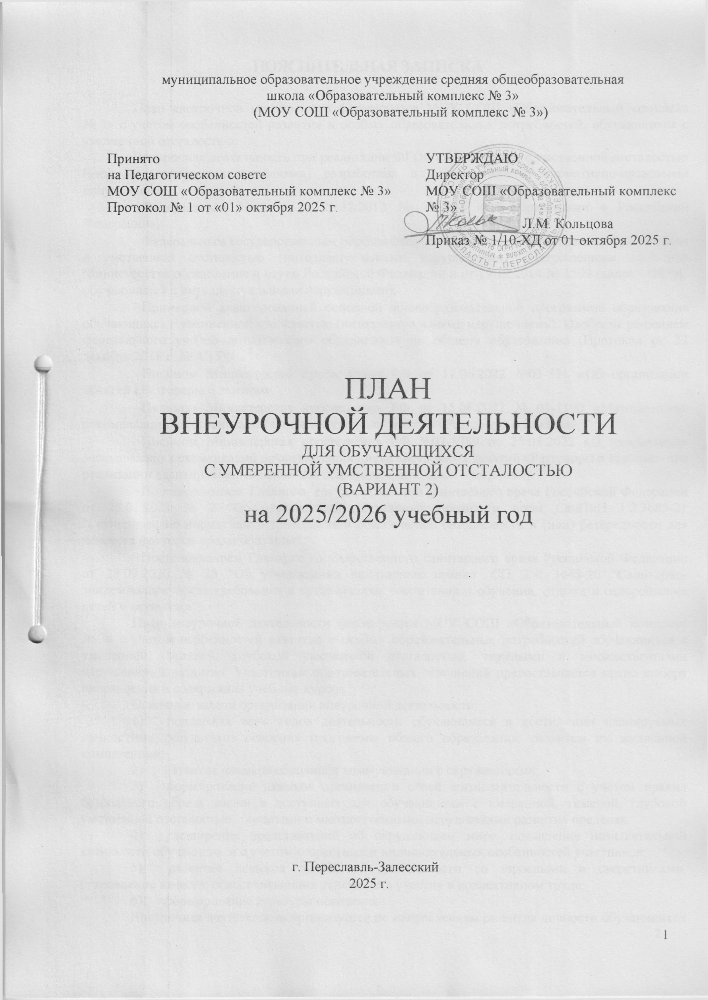 муниципальное образовательное учреждение средняя общеобразовательная
школа «Образовательный комплекс № 3»
(МОУ СОШ «Образовательный комплекс № 3»)
Принято
на Педагогическом совете
МОУ СОШ «Образовательный комплекс № 3»
Протокол № 1 от «01» октября 2025 г.
УТВЕРЖДАЮ
Директор
МОУ СОШ «Образовательный комплекс
№ 3»
Л.М. Кольцова
Приказ № 1/10-ХД от 01 октября 2025 г.
ПЛАН
ВНЕУРОЧНОЙ ДЕЯТЕЛЬНОСТИ
ДЛЯ ОБУЧАЮЩИХСЯ
С УМЕРЕННОЙ УМСТВЕННОЙ ОТСТАЛОСТЬЮ
(ВАРИАНТ 2)
на 2025/2026 учебный год
г. Переславль-Залесский
2025 г.
1